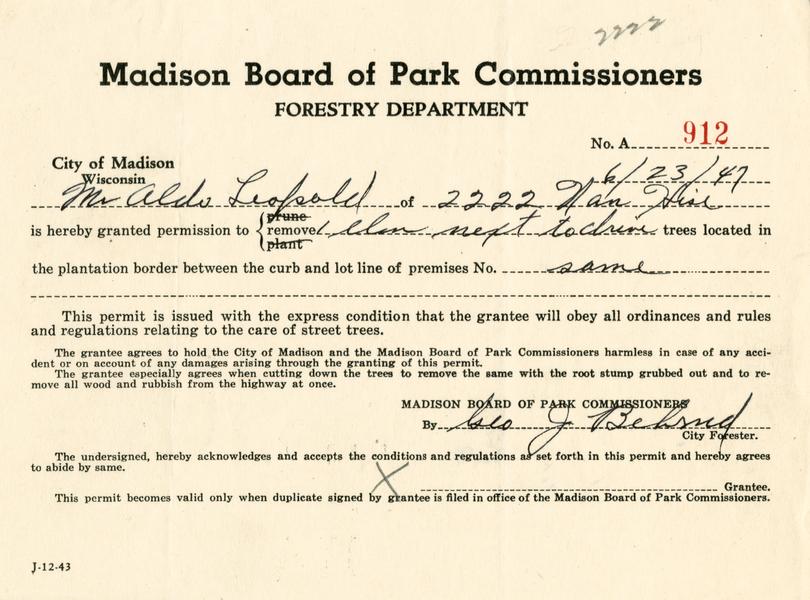 2222
Madison Board of Park Commissioners
FORESTRY DEPARTMENT
No. A 912
City of Madison
Wisconsin
6/23/47
Mr Aldo Leopold of 2222 Van Hise
is hereby granted permission to { prune remove plant 1 elm next to drive trees located in
the plantation border between the curb and lot line of premises No. same
This permit is issued with the express condition that the grantee will obey all ordinances and rules
and regulations relating to the care of street trees.
The grantee agrees to hold the City of Madison and the Madison Board of Park Commissioners harmless in case of any acci-
dent or on account of any damages arising through the granting of this permit.
The grantee especially agrees when cutting down the trees to remove the same with the root stump grubbed out and to re-
move all wood and rubbish from the highway at once.
MADISON BOARD OF PARK COMMISSIONERS
By Geo J Behrnd
City Forester.
The undersigned, hereby acknowledges and accepts the conditions and regulations as set forth in this permit and hereby agrees
to abide by same.
X Grantee.
This permit becomes valid only when duplicate signed by grantee is filed in office of the Madison Board of Park Commissioners.
J-12-43